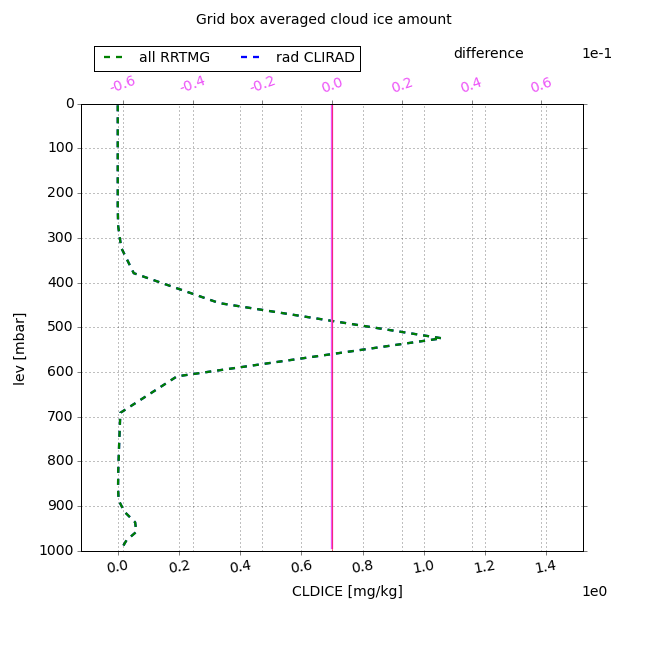 Grid box averaged cloud ice amount
all RRTMG rad CLIRAD difference 1e-1
-0.6 -0.4 -0.2 0.0 0.2 0.4 0.6
0
100
200
300
400
500
600
700
800
900
1000
lev [mbar]
0.0 0.2 0.4 0.6 0.8 1.0 1.2 1.4
CLDICE [mg/kg] 1e0